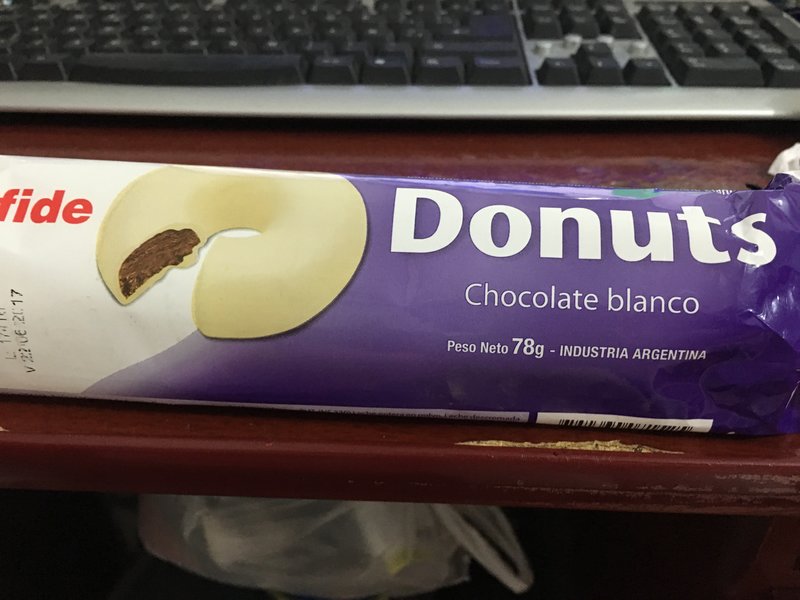 fide
Donuts
Chocolate blanco
Peso Neto 78g - INDUSTRIA ARGENTINA